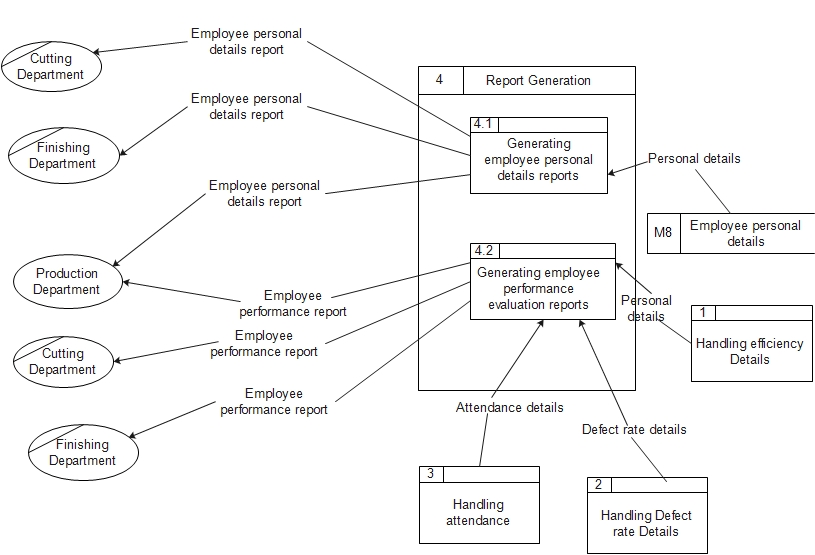 Employee personal
details report
Cutting
Department
4
Report Generation
Employee personal
details report
Finishing
Department
4.1
Generating
employee personal
details reports
Personal details
Employee personal
details report
M8
Employee personal
details
4.2
Generating employee
performance
evaluation reports
Production
Department
Employee
performance report
Personal
details
1
Handling efficiency
Details
Employee
performance report
Cutting
Department
Employee
performance report
Attendance details
Defect rate details
Finishing
Department
3
Handling
attendance
2
Handling Defect
rate Details